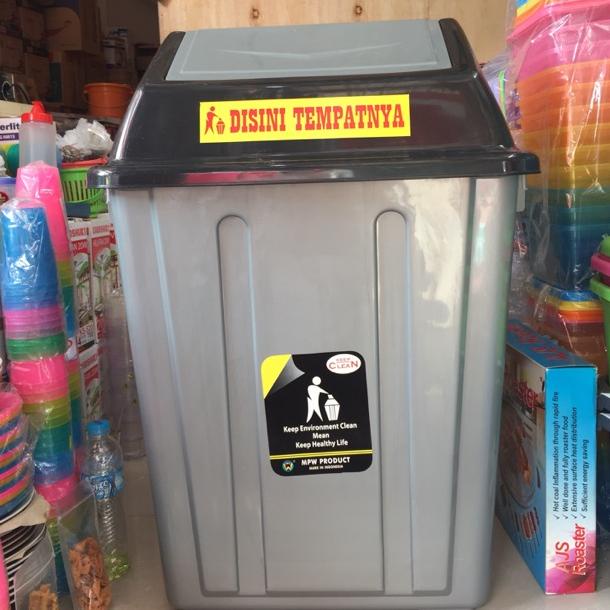 DISINI TEMPATNYA
KEEP
CLEAN
Keep Environment Clean
Mean
Keep Healthy Life
MPW PRODUCT
MADE IN INDONESIA
AJS
Roaster
✓ Hot coal Inflammation through rapid fire
✓ Well done and fully roaster food
✓ Extensive surface heat distribution
✓ Sufficient energy saving